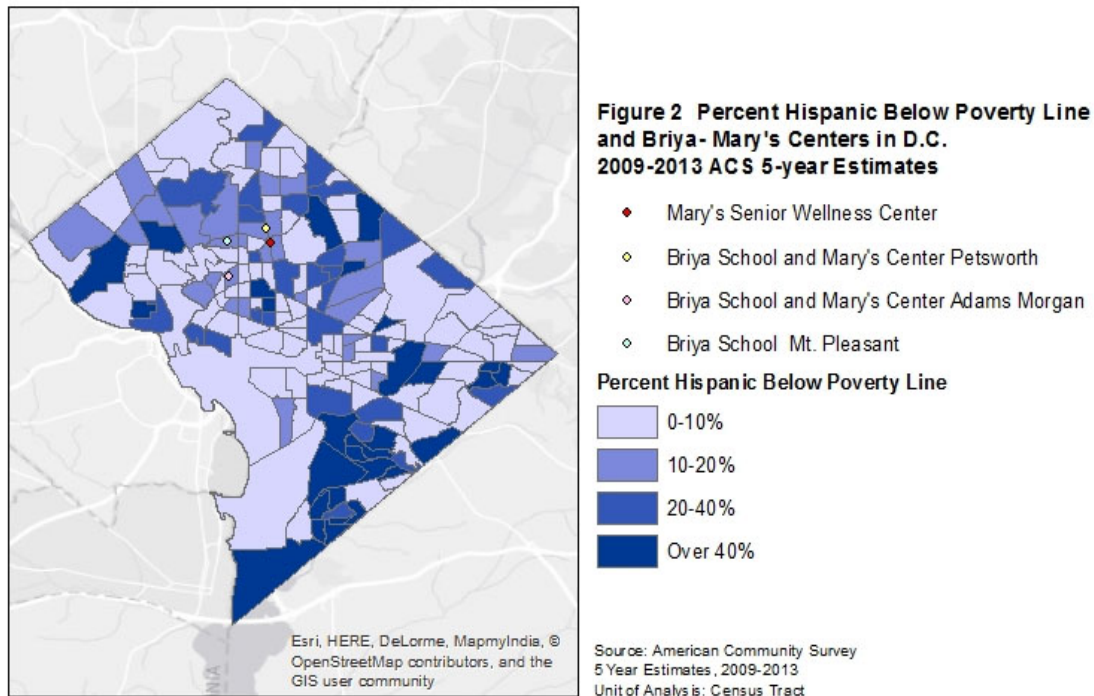 Figure 2 Percent Hispanic Below Poverty Line
and Briya- Mary's Centers in D.C.
2009-2013 ACS 5-year Estimates
Mary's Senior Wellness Center
Briya School and Mary's Center Petsworth
Briya School and Mary's Center Adams Morgan
Briya School Mt. Pleasant
Percent Hispanic Below Poverty Line
0-10%
10-20%
20-40%
Over 40%
Esri, HERE, DeLorme, MapmyIndia, ©
OpenStreetMap contributors, and the
GIS user community
Source: American Community Survey
5 Year Estimates, 2009-2013
Unit of Analysis: Census Tract